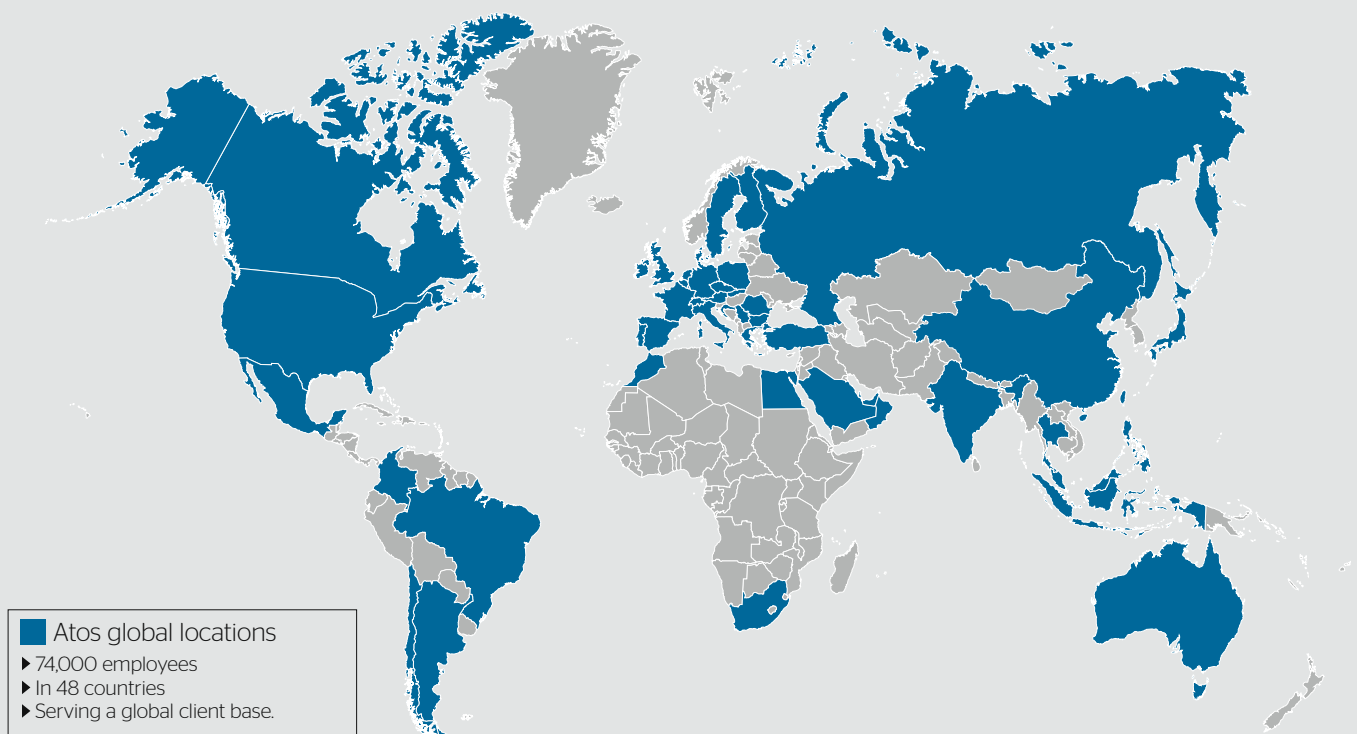 Atos global locations
74,000 employees
In 48 countries
Serving a global client base.